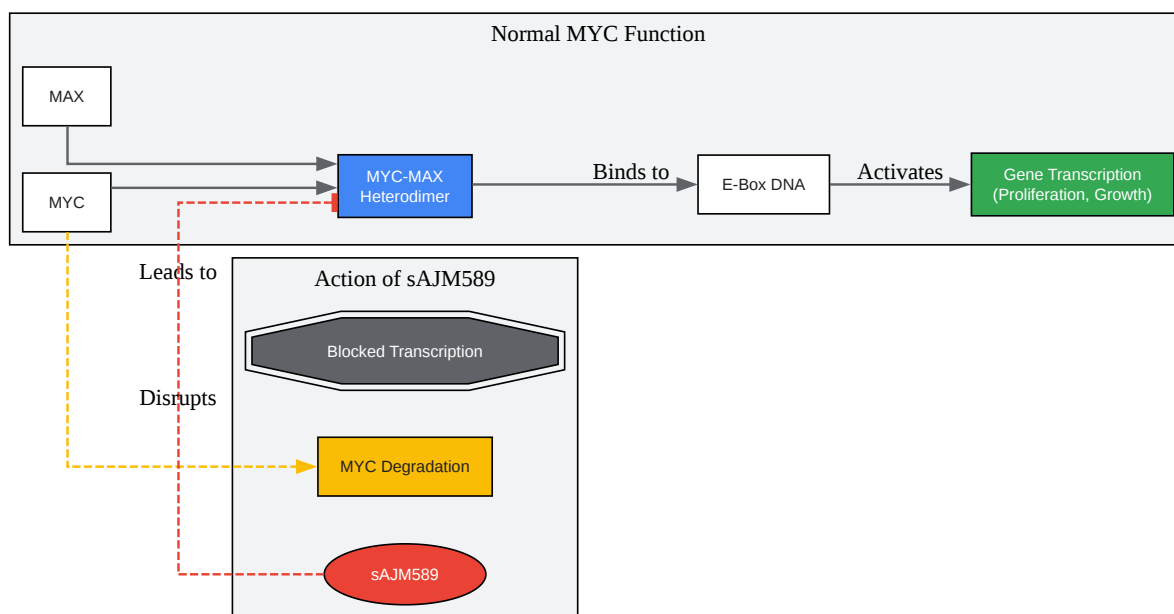 Normal MYC Function
MAX
MYC
MYC-MAX
Heterodimer
Binds to
E-Box DNA
Activates
Gene Transcription
(Proliferation, Growth)
Leads to
Action of sAJM589
Blocked Transcription
Disrupts
MYC Degradation
sAJM589